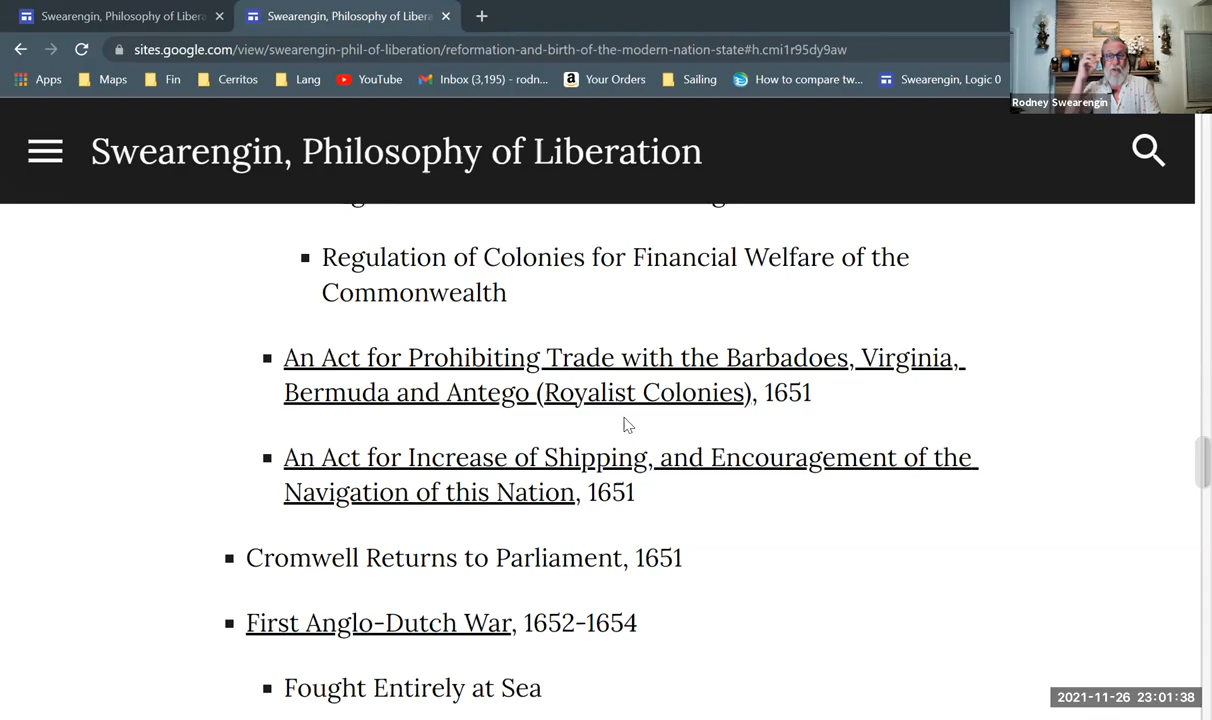 Swearengin, Philosophy of Libera
Swearengin, Philosophy of Libera
sites.google.com/view/swearengin-phil-of-liberation/reformation-and-birth-of-the-modern-nation-state#h.cmi1r95dy9aw
Apps Maps Fin Cerritos Lang YouTube Inbox (3,195) - rodn... Your Orders Sailing How to compare tw... Swearengin, Logic 0
Rodney Swearengin
Swearengin, Philosophy of Liberation
Regulation of Colonies for Financial Welfare of the
Commonwealth
An Act for Prohibiting Trade with the Barbadoes, Virginia,
Bermuda and Antego (Royalist Colonies), 1651
An Act for Increase of Shipping, and Encouragement of the
Navigation of this Nation, 1651
Cromwell Returns to Parliament, 1651
First Anglo-Dutch War, 1652-1654
Fought Entirely at Sea
2021-11-26 23:01:38